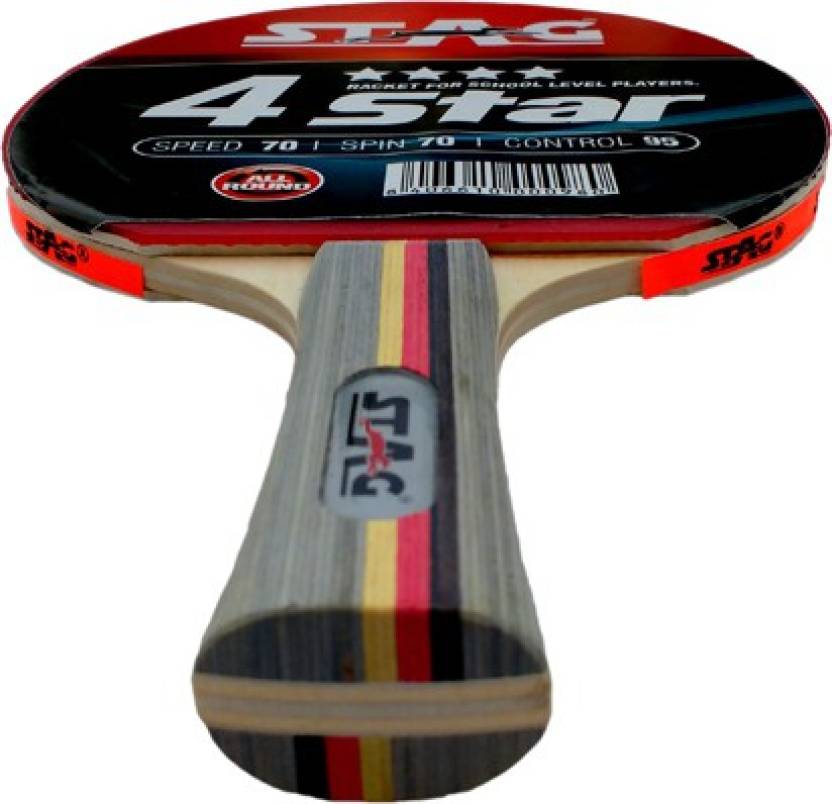 STAG
RACKET FOR SCHOOL LEVEL PLAYERS.
4 Star
SPEED 70 | SPIN 70 | CONTROL 95
ALL
ROUND
STAG®
STAG®
STAG®